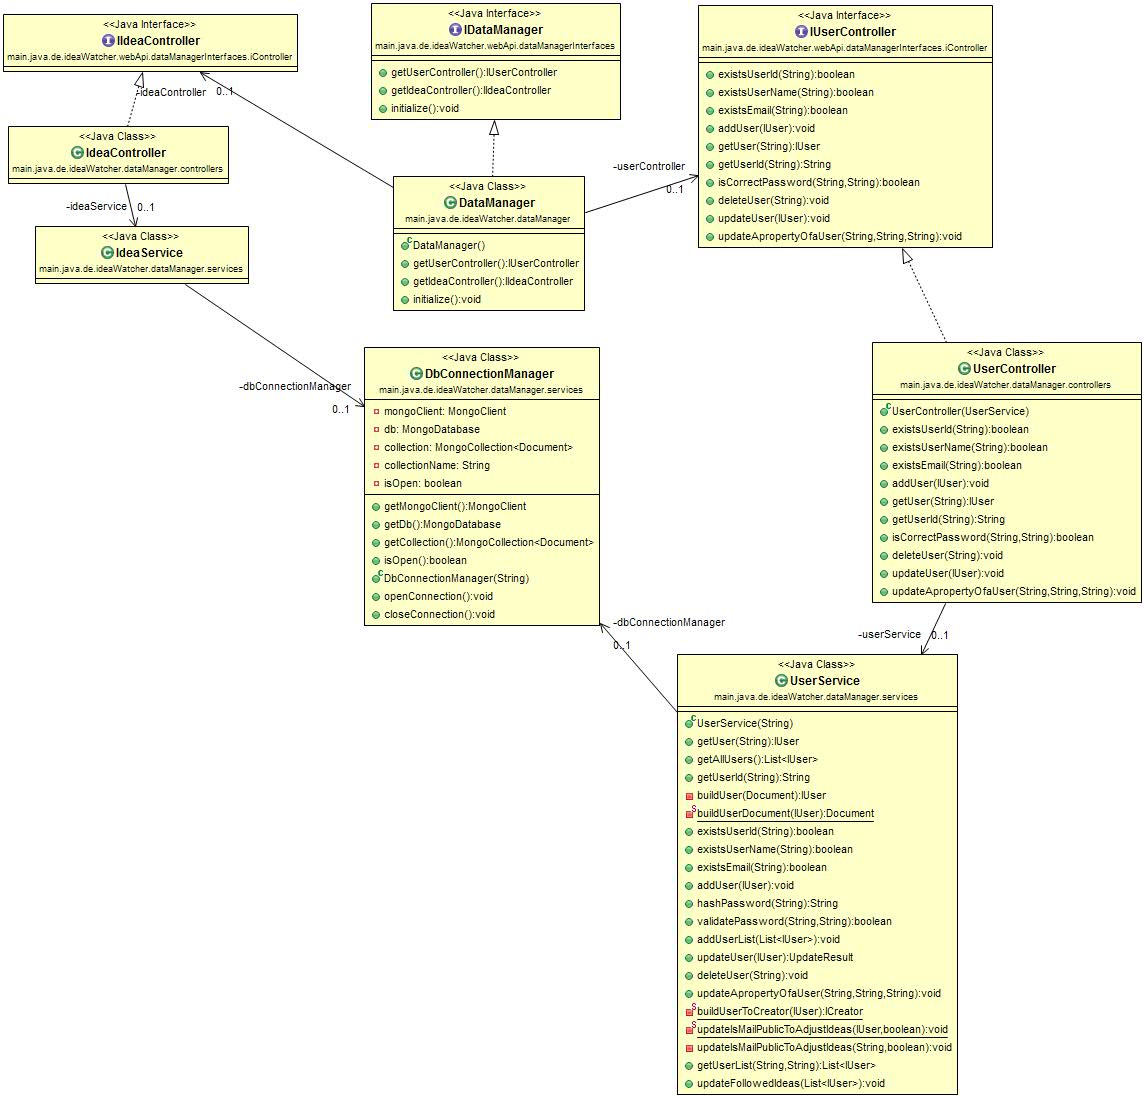 <<Java Interface>>
IIdeaController
main.java.de.ideaWatcher.webApi.dataManagerInterfaces.iController
<<Java Interface>>
IDataManager
main.java.de.ideaWatcher.webApi.dataManagerInterfaces
getUserController():IUserController
getIdeaController():IIdeaController
initialize():void
<<Java Interface>>
IUserController
main.java.de.ideaWatcher.webApi.dataManagerInterfaces.iController
existsUserId(String):boolean
existsUserName(String):boolean
existsEmail(String):boolean
addUser(IUser):void
getUser(String):IUser
getUserId(String):String
isCorrectPassword(String,String):boolean
deleteUser(String):void
updateUser(IUser):void
updateApropertyOfaUser(String,String,String):void
-ideaController
0..1
<<Java Class>>
IdeaController
main.java.de.ideaWatcher.dataManager.controllers
-ideaService
0..1
<<Java Class>>
IdeaService
main.java.de.ideaWatcher.dataManager.services
<<Java Class>>
DataManager
main.java.de.ideaWatcher.dataManager
DataManager()
getUserController():IUserController
getIdeaController():IIdeaController
initialize():void
-userController
0..1
-dbConnectionManager
0..1
<<Java Class>>
DbConnectionManager
main.java.de.ideaWatcher.dataManager.services
mongoClient: MongoClient
db: MongoDatabase
collection: MongoCollection<Document>
collectionName: String
isOpen: boolean
getMongoClient():MongoClient
getDb():MongoDatabase
getCollection():MongoCollection<Document>
isOpen():boolean
DbConnectionManager(String)
openConnection():void
closeConnection():void
<<Java Class>>
UserController
main.java.de.ideaWatcher.dataManager.controllers
UserController(UserService)
existsUserId(String):boolean
existsUserName(String):boolean
existsEmail(String):boolean
addUser(IUser):void
getUser(String):IUser
getUserId(String):String
isCorrectPassword(String,String):boolean
deleteUser(String):void
updateUser(IUser):void
updateApropertyOfaUser(String,String,String):void
-dbConnectionManager
0..1
-userService
0..1
<<Java Class>>
UserService
main.java.de.ideaWatcher.dataManager.services
UserService(String)
getUser(String):IUser
getAllUsers():List<IUser>
getUserId(String):String
buildUser(Document):IUser
buildUserDocument(IUser):Document
existsUserId(String):boolean
existsUserName(String):boolean
existsEmail(String):boolean
addUser(IUser):void
hashPassword(String):String
validatePassword(String,String):boolean
addUserList(List<IUser>):void
updateUser(IUser):UpdateResult
deleteUser(String):void
updateApropertyOfaUser(String,String,String):void
buildUserToCreator(IUser):ICreator
updateIsMailPublicToAdjustIdeas(IUser,boolean):void
updateIsMailPublicToAdjustIdeas(String,boolean):void
getUserList(String,String):List<IUser>
updateFollowedIdeas(List<IUser>):void